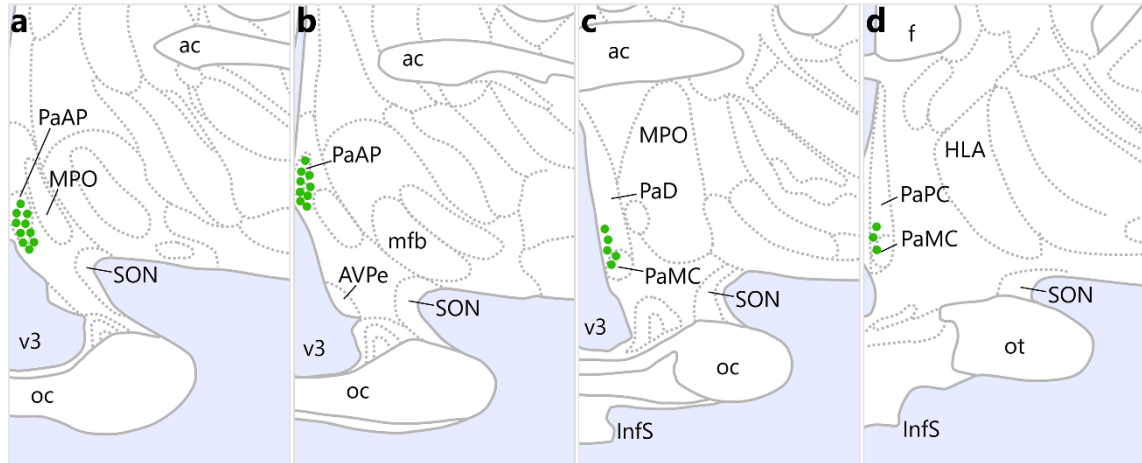 a
ac
PaAP
MPO
SON
v3
oc
b
ac
PaAP
mfb
AVPe
SON
v3
oc
c
ac
MPO
PaD
PaMC
SON
v3
oc
InfS
d
f
HLA
PaPC
PaMC
SON
ot
InfS